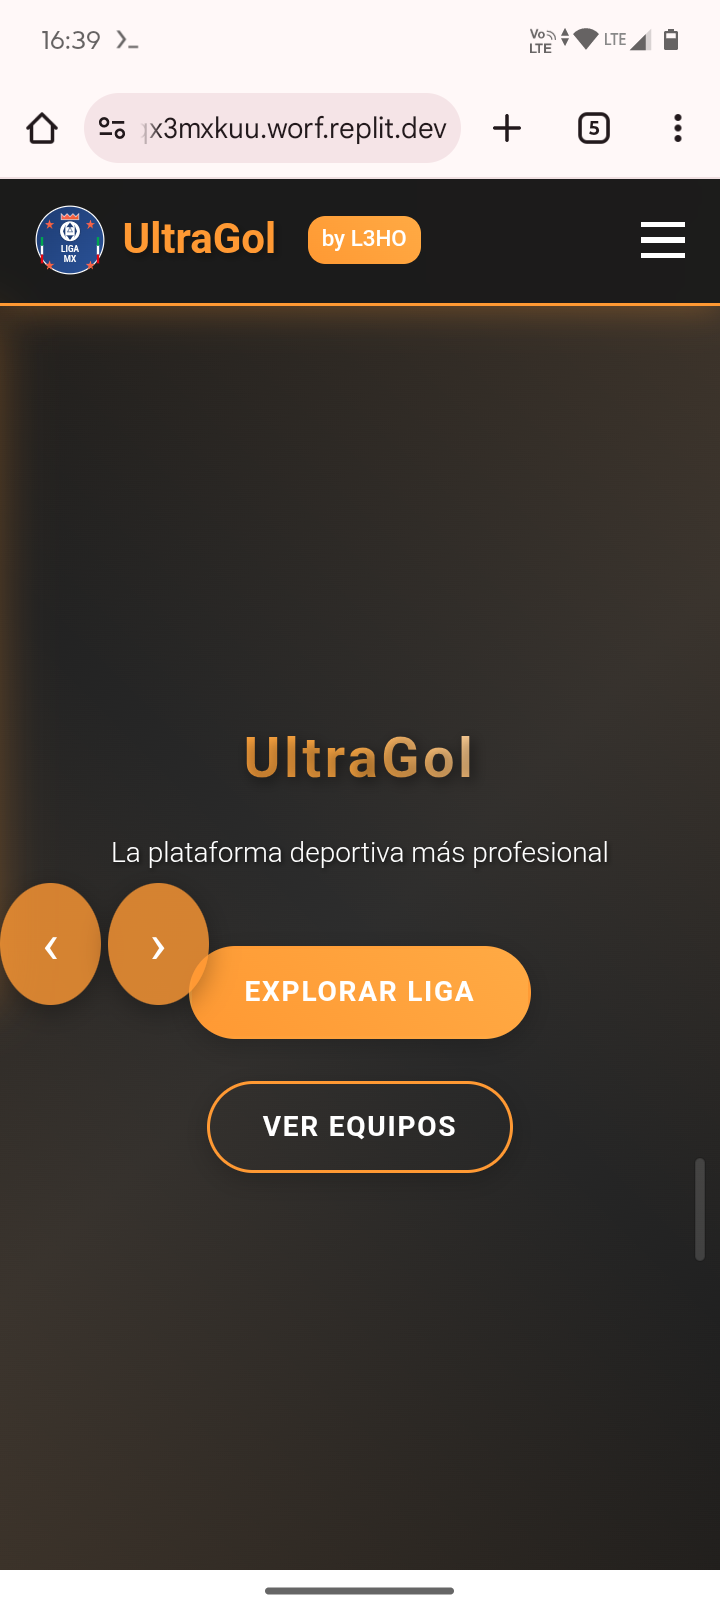 16:39
Vo LTE
LTE
x3mxkuu.worf.replit.dev
5
LIGA
MX
UltraGol
by L3HO
UltraGol
La plataforma deportiva más profesional
‹ ›
EXPLORAR LIGA
VER EQUIPOS